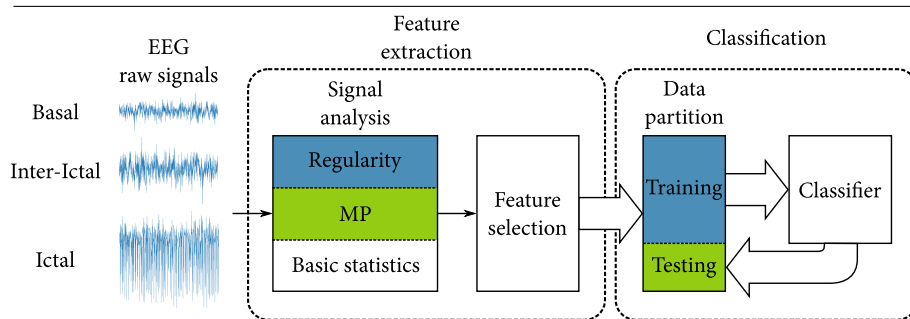 Feature
extraction
Classification
EEG
raw signals
Basal
Inter-Ictal
Ictal
Signal
analysis
Regularity
MP
Basic statistics
Feature
selection
Data
partition
Training
Testing
Classifier